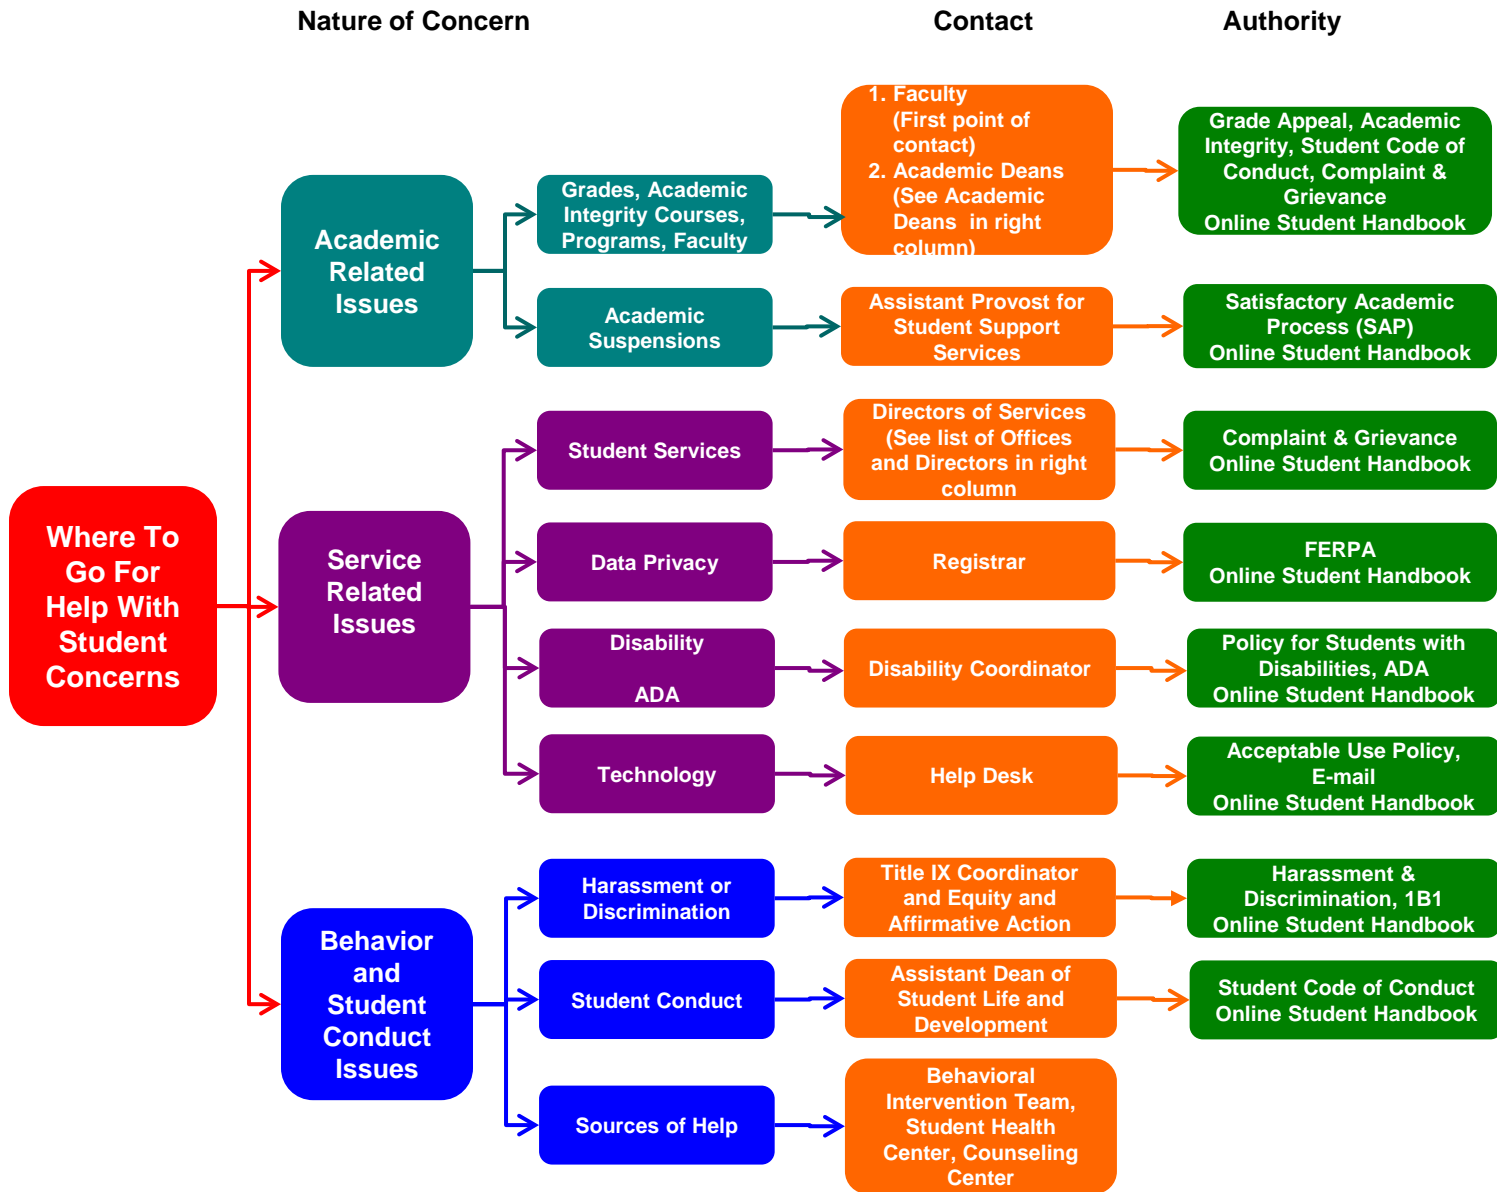 Nature of Concern
Contact
Authority
Where To
Go For
Help With
Student
Concerns
Academic
Related
Issues
Grades, Academic
Integrity Courses,
Programs, Faculty
1. Faculty
(First point of
contact)
2. Academic Deans
(See Academic
Deans in right
column)
Grade Appeal, Academic
Integrity, Student Code of
Conduct, Complaint &
Grievance
Online Student Handbook
Academic
Suspensions
Assistant Provost for
Student Support
Services
Satisfactory Academic
Process (SAP)
Online Student Handbook
Service
Related
Issues
Student Services
Directors of Services
(See list of Offices
and Directors in right
column
Complaint & Grievance
Online Student Handbook
Data Privacy
Registrar
FERPA
Online Student Handbook
Disability
ADA
Disability Coordinator
Policy for Students with
Disabilities, ADA
Online Student Handbook
Technology
Help Desk
Acceptable Use Policy,
E-mail
Online Student Handbook
Behavior
and
Student
Conduct
Issues
Harassment or
Discrimination
Title IX Coordinator
and Equity and
Affirmative Action
Harassment &
Discrimination, 1B1
Online Student Handbook
Student Conduct
Assistant Dean of
Student Life and
Development
Student Code of Conduct
Online Student Handbook
Sources of Help
Behavioral
Intervention Team,
Student Health
Center, Counseling
Center